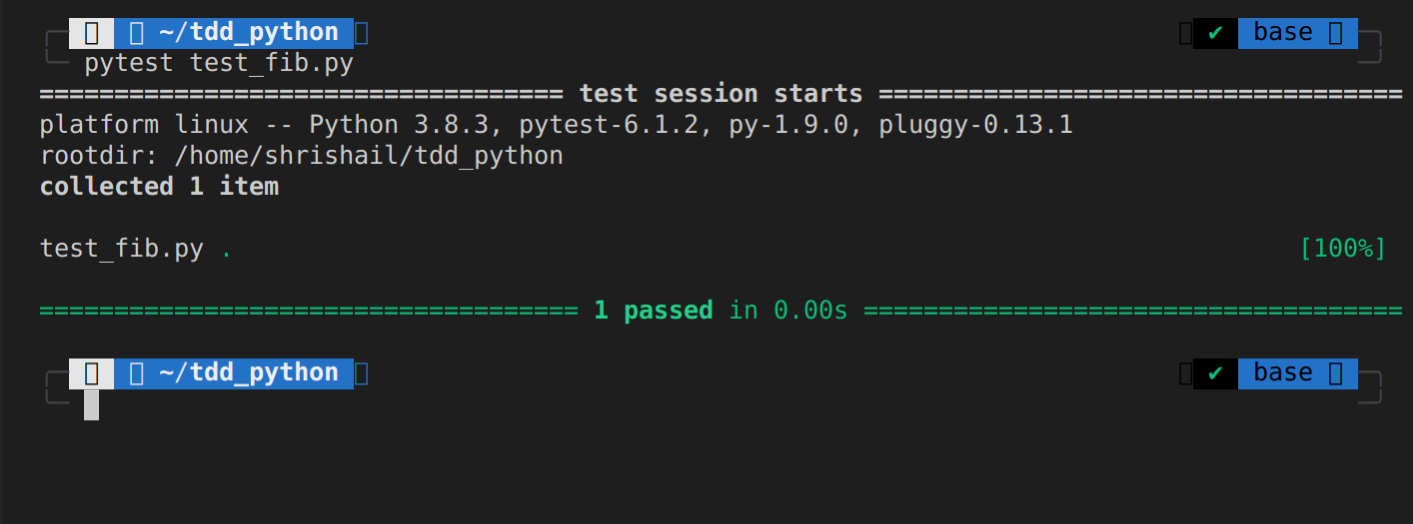 ~/tdd_python ✔ base
pytest test_fib.py
=================================== test session starts ===================================
platform linux -- Python 3.8.3, pytest-6.1.2, py-1.9.0, pluggy-0.13.1
rootdir: /home/shrishail/tdd_python
collected 1 item
test_fib.py . [100%]
==================================== 1 passed in 0.00s ====================================
~/tdd_python ✔ base